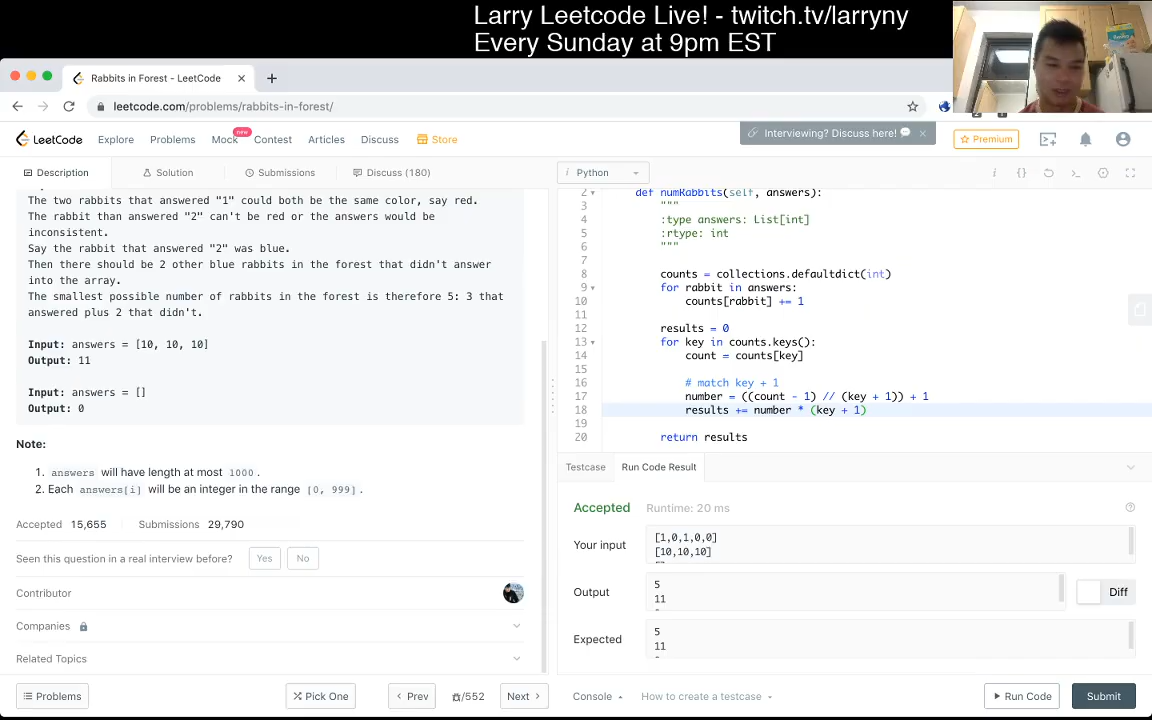 Larry Leetcode Live! - twitch.tv/larryny
Every Sunday at 9pm EST
Rabbits in Forest - LeetCode
leetcode.com/problems/rabbits-in-forest/
LeetCode
Explore
Problems
Mock
new
Contest
Articles
Discuss
Store
Interviewing? Discuss here!
Premium
Description
Solution
Submissions
Discuss (180)
The two rabbits that answered "1" could both be the same color, say red.
The rabbit than answered "2" can't be red or the answers would be
inconsistent.
Say the rabbit that answered "2" was blue.
Then there should be 2 other blue rabbits in the forest that didn't answer
into the array.
The smallest possible number of rabbits in the forest is therefore 5: 3 that
answered plus 2 that didn't.
Input: answers = [10, 10, 10]
Output: 11
Input: answers = []
Output: 0
Note:
1. answers will have length at most 1000.
2. Each answers[i] will be an integer in the range [0, 999].
Accepted 15,655 Submissions 29,790
Seen this question in a real interview before? Yes No
Contributor
Companies
Related Topics
Problems
Pick One
Prev
/552
Next
i Python
2 def numRabbits(self, answers):
3 """
4 :type answers: List[int]
5 :rtype: int
6 """
7
8 counts = collections.defaultdict(int)
9 for rabbit in answers:
10 counts[rabbit] += 1
11
12 results = 0
13 for key in counts.keys():
14 count = counts[key]
15
16 # match key + 1
17 number = ((count - 1) // (key + 1)) + 1
18 results += number * (key + 1)
19
20 return results
Testcase
Run Code Result
Accepted Runtime: 20 ms
Your input
[1,0,1,0,0]
[10,10,10]
Output
5
11
Diff
Expected
5
11
Console
How to create a testcase
Run Code
Submit